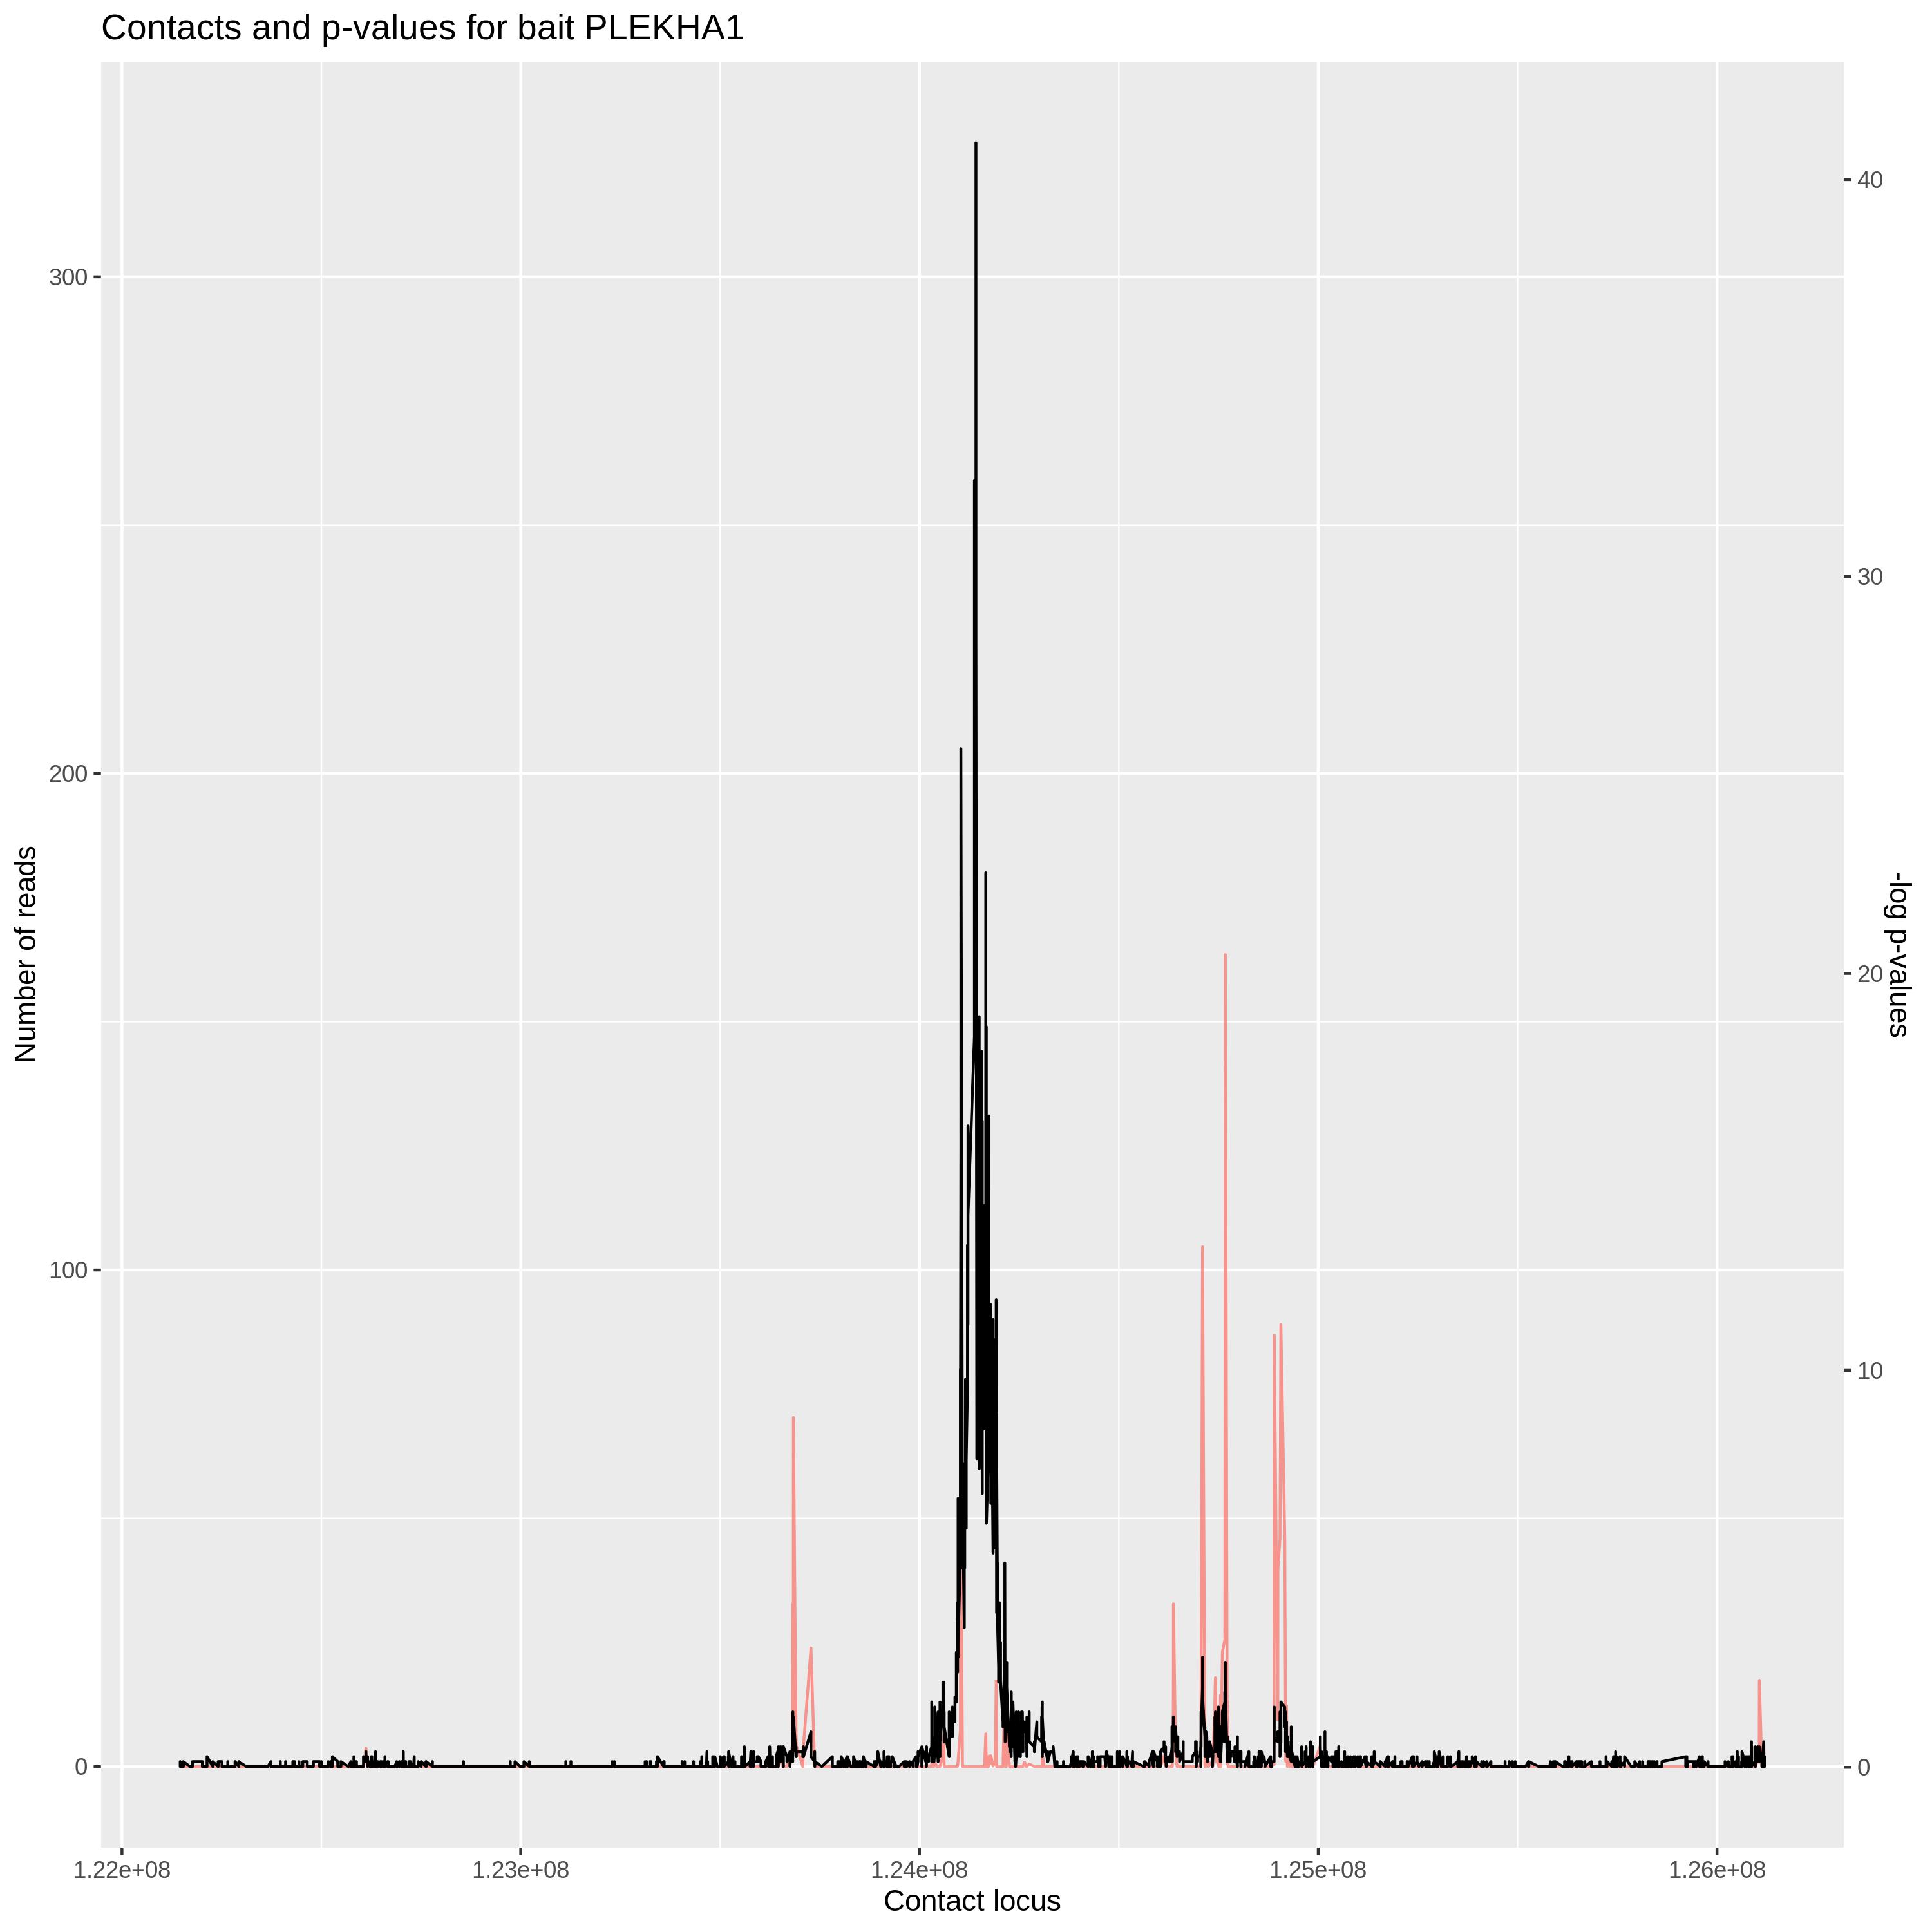 Contacts and p-values for bait PLEKHA1
Number of reads
300
200
100
0
40
30
20
10
0
-log p-values
1.22e+08 1.23e+08 1.24e+08 1.25e+08 1.26e+08
Contact locus